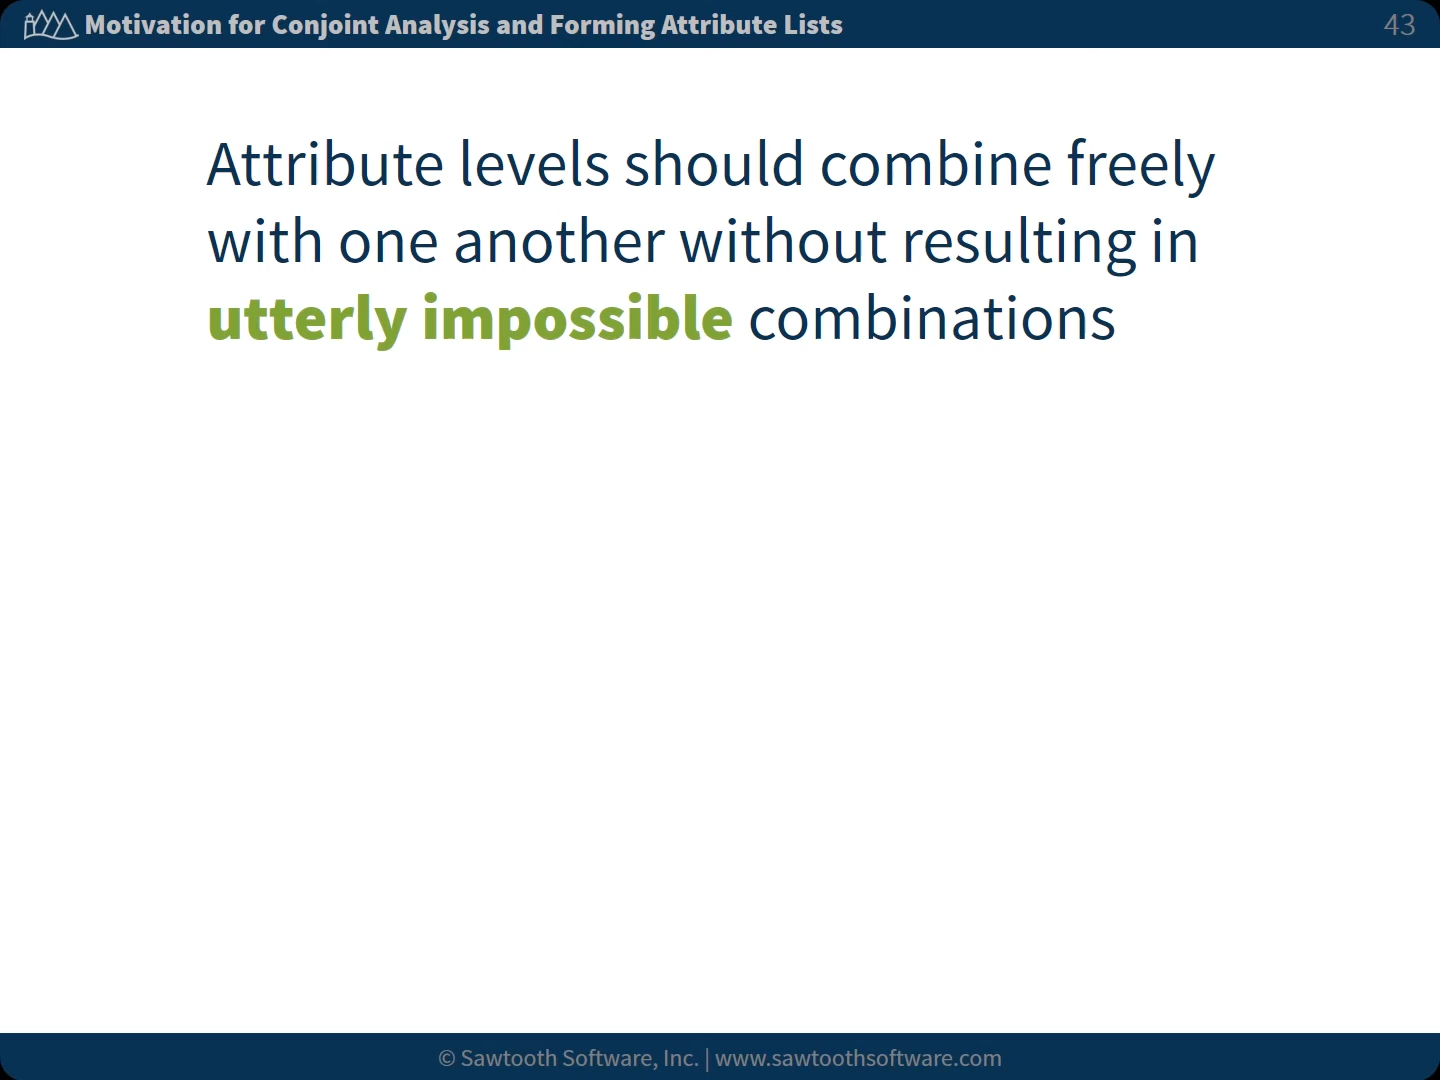 Motivation for Conjoint Analysis and Forming Attribute Lists
43
Attribute levels should combine freely
with one another without resulting in
utterly impossible combinations
© Sawtooth Software, Inc. | www.sawtoothsoftware.com